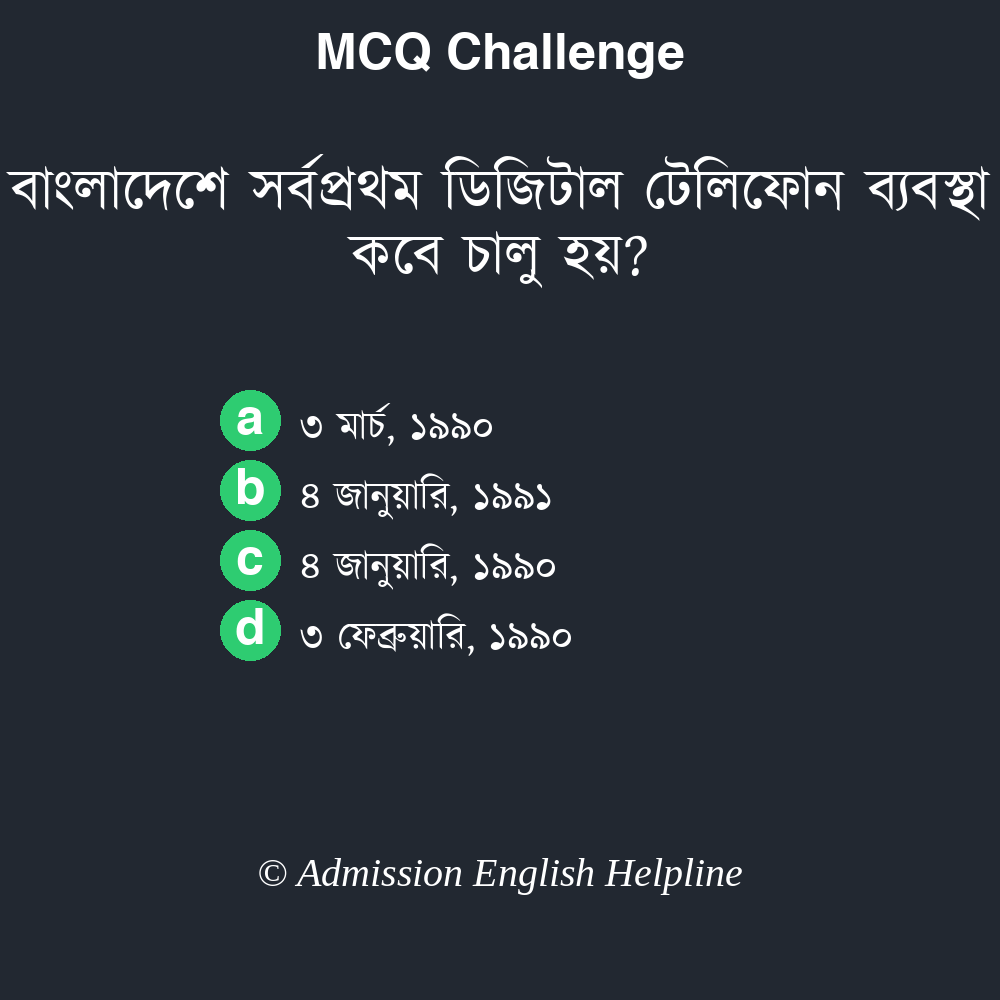 MCQ Challenge
বাংলাদেশে সর্বপ্রথম ডিজিটাল টেলিফোন ব্যবস্থা
কবে চালু হয়?
a ৩ মার্চ, ১৯৯০
b ৪ জানুয়ারি, ১৯৯১
c ৪ জানুয়ারি, ১৯৯০
d ৩ ফেব্রুয়ারি, ১৯৯০
© Admission English Helpline